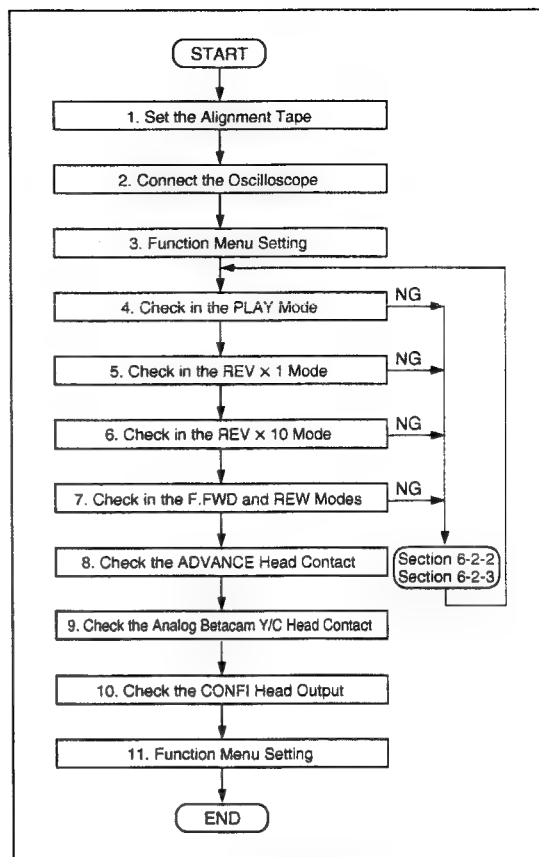 START
1. Set the Alignment Tape
2. Connect the Oscilloscope
3. Function Menu Setting
4. Check in the PLAY Mode
NG
5. Check in the REV × 1 Mode
NG
6. Check in the REV × 10 Mode
NG
7. Check in the F.FWD and REW Modes
NG
Section 6-2-2
Section 6-2-3
8. Check the ADVANCE Head Contact
9. Check the Analog Betacam Y/C Head Contact
10. Check the CONFI Head Output
11. Function Menu Setting
END